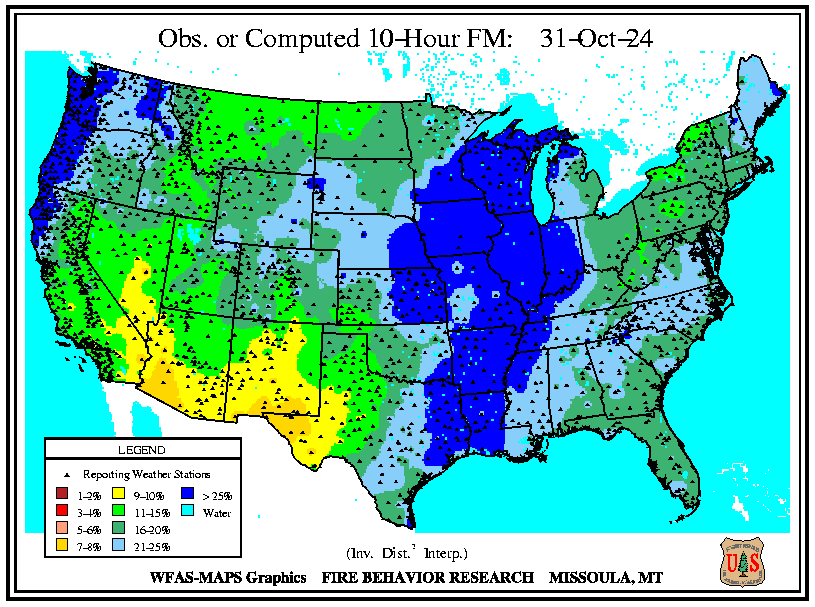 Obs. or Computed 10-Hour FM: 31-Oct-24
LEGEND
Reporting Weather Stations
1-2% 9-10% > 25%
3-4% 11-15% Water
5-6% 16-20%
7-8% 21-25%
(Inv. Dist.² Interp.)
WFAS-MAPS Graphics FIRE BEHAVIOR RESEARCH MISSOULA, MT
U S